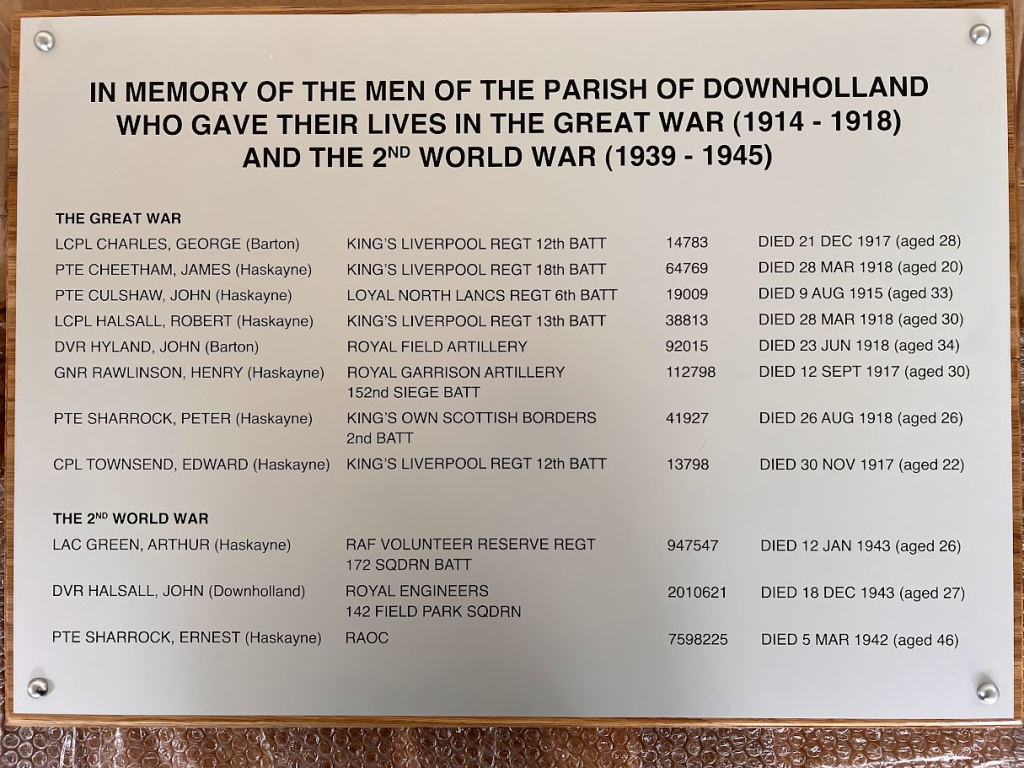 IN MEMORY OF THE MEN OF THE PARISH OF DOWNHOLLAND
WHO GAVE THEIR LIVES IN THE GREAT WAR (1914 - 1918)
AND THE 2ND WORLD WAR (1939 - 1945)
THE GREAT WAR
LCPL CHARLES, GEORGE (Barton) KING'S LIVERPOOL REGT 12th BATT 14783 DIED 21 DEC 1917 (aged 28)
PTE CHEETHAM, JAMES (Haskayne) KING'S LIVERPOOL REGT 18th BATT 64769 DIED 28 MAR 1918 (aged 20)
PTE CULSHAW, JOHN (Haskayne) LOYAL NORTH LANCS REGT 6th BATT 19009 DIED 9 AUG 1915 (aged 33)
LCPL HALSALL, ROBERT (Haskayne) KING'S LIVERPOOL REGT 13th BATT 38813 DIED 28 MAR 1918 (aged 30)
DVR HYLAND, JOHN (Barton) ROYAL FIELD ARTILLERY 92015 DIED 23 JUN 1918 (aged 34)
GNR RAWLINSON, HENRY (Haskayne) ROYAL GARRISON ARTILLERY 112798 DIED 12 SEPT 1917 (aged 30)
152nd SIEGE BATT
PTE SHARROCK, PETER (Haskayne) KING'S OWN SCOTTISH BORDERS 41927 DIED 26 AUG 1918 (aged 26)
2nd BATT
CPL TOWNSEND, EDWARD (Haskayne) KING'S LIVERPOOL REGT 12th BATT 13798 DIED 30 NOV 1917 (aged 22)
THE 2ND WORLD WAR
LAC GREEN, ARTHUR (Haskayne) RAF VOLUNTEER RESERVE REGT 947547 DIED 12 JAN 1943 (aged 26)
172 SQDRN BATT
DVR HALSALL, JOHN (Downholland) ROYAL ENGINEERS 2010621 DIED 18 DEC 1943 (aged 27)
142 FIELD PARK SQDRN
PTE SHARROCK, ERNEST (Haskayne) RAOC 7598225 DIED 5 MAR 1942 (aged 46)